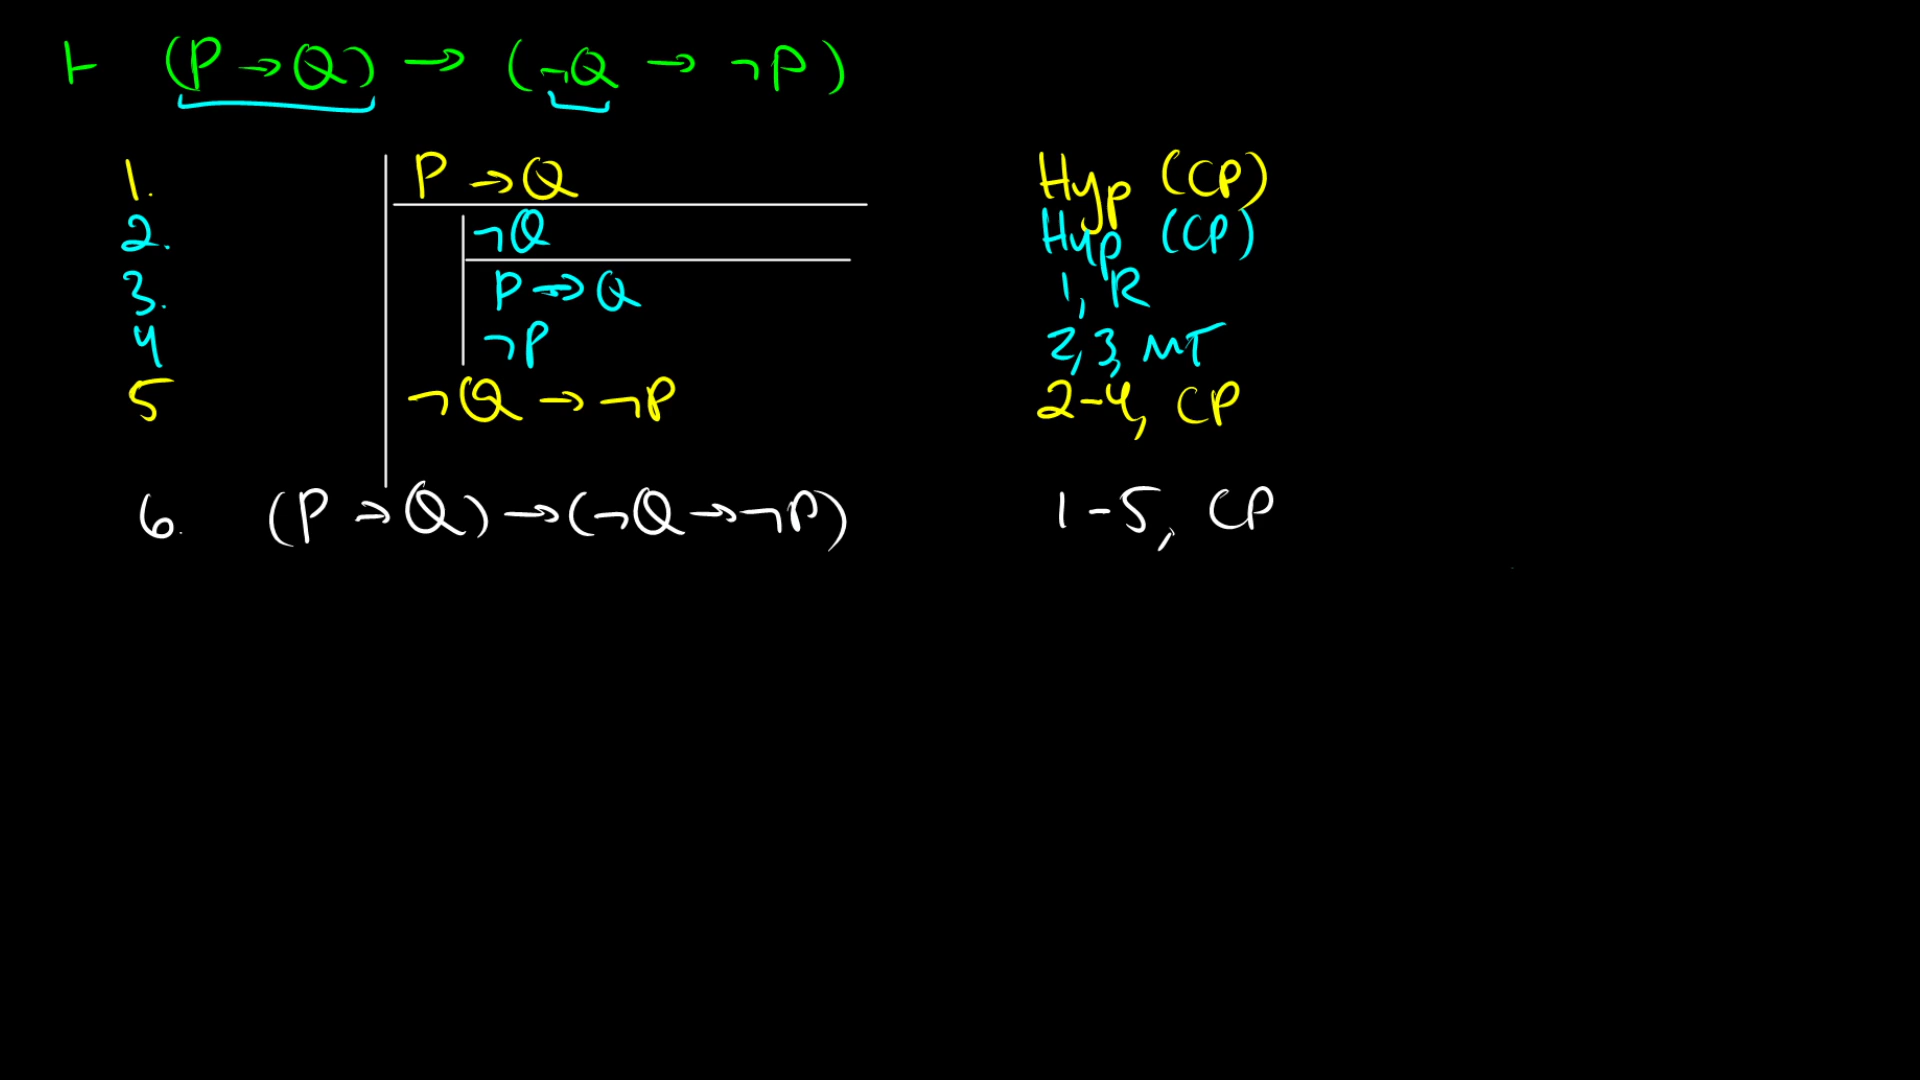 ⊢ (P → Q) → (¬Q → ¬P)
1. P → Q Hyp (CP)
2. ¬Q Hyp (CP)
3. P → Q 1, R
4 ¬P 2, 3, MT
5 ¬Q → ¬P 2-4, CP
6. (P → Q) → (¬Q → ¬P) 1-5, CP